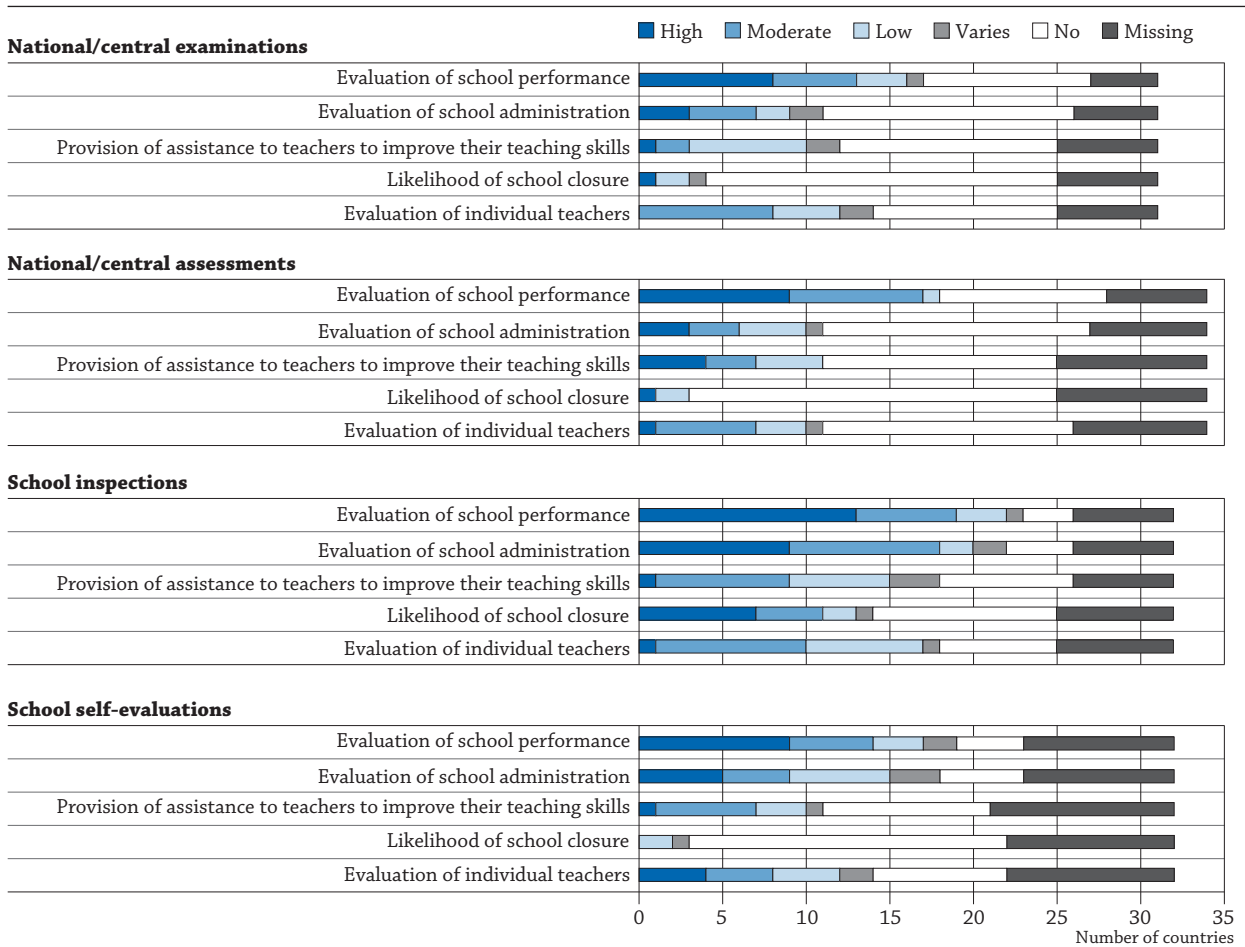 High Moderate Low Varies No Missing
National/central examinations
Evaluation of school performance
Evaluation of school administration
Provision of assistance to teachers to improve their teaching skills
Likelihood of school closure
Evaluation of individual teachers
National/central assessments
Evaluation of school performance
Evaluation of school administration
Provision of assistance to teachers to improve their teaching skills
Likelihood of school closure
Evaluation of individual teachers
School inspections
Evaluation of school performance
Evaluation of school administration
Provision of assistance to teachers to improve their teaching skills
Likelihood of school closure
Evaluation of individual teachers
School self-evaluations
Evaluation of school performance
Evaluation of school administration
Provision of assistance to teachers to improve their teaching skills
Likelihood of school closure
Evaluation of individual teachers
0 5 10 15 20 25 30 35
Number of countries